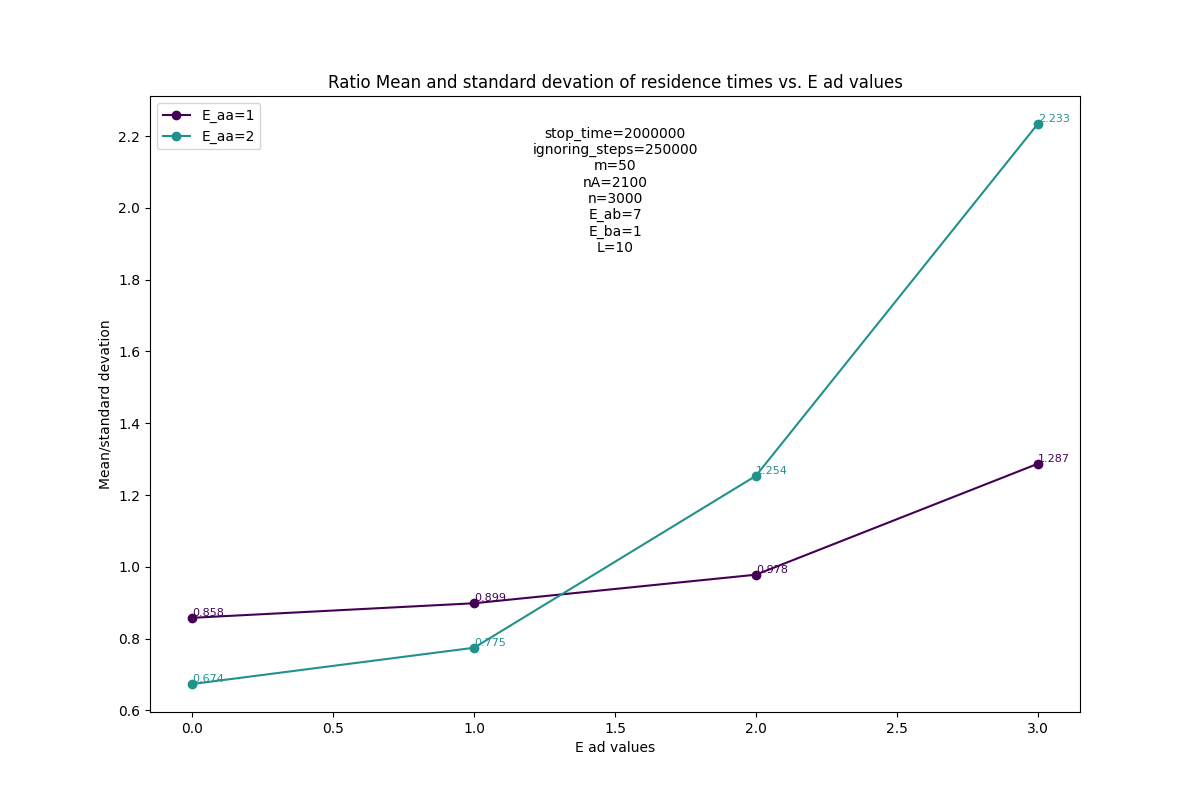 Ratio Mean and standard devation of residence times vs. E ad values
E_aa=1
E_aa=2
stop_time=2000000
ignoring_steps=250000
m=50
nA=2100
n=3000
E_ab=7
E_ba=1
L=10
2.233
1.287
1.254
0.978
0.899
0.775
0.858
0.674
Mean/standard devation
2.2
2.0
1.8
1.6
1.4
1.2
1.0
0.8
0.6
0.0 0.5 1.0 1.5 2.0 2.5 3.0
E ad values